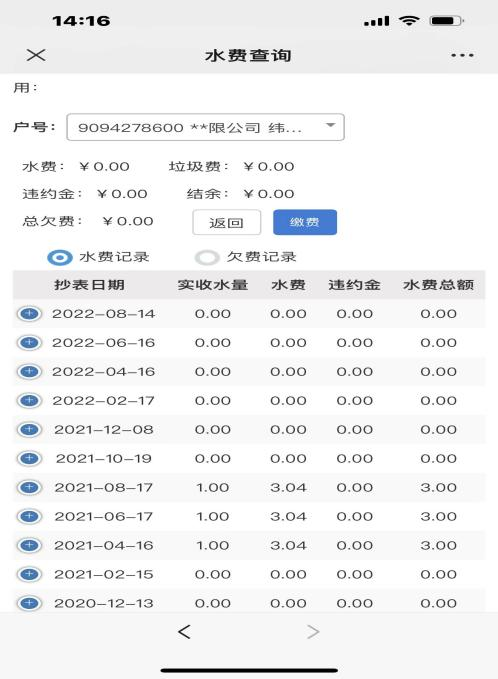 14:16
水费查询
用：
户号： 9094278600 **限公司 纬...
水费： ￥0.00 垃圾费： ￥0.00
违约金： ￥0.00 结余： ￥0.00
总欠费： ￥0.00 返回 缴费
水费记录 欠费记录
抄表日期 实收水量 水费 违约金 水费总额
2022-08-14 0.00 0.00 0.00 0.00
2022-06-16 0.00 0.00 0.00 0.00
2022-04-16 0.00 0.00 0.00 0.00
2022-02-17 0.00 0.00 0.00 0.00
2021-12-08 0.00 0.00 0.00 0.00
2021-10-19 0.00 0.00 0.00 0.00
2021-08-17 1.00 3.04 0.00 3.00
2021-06-17 1.00 3.04 0.00 3.00
2021-04-16 1.00 3.04 0.00 3.00
2021-02-15 0.00 0.00 0.00 0.00
2020-12-13 0.00 0.00 0.00 0.00